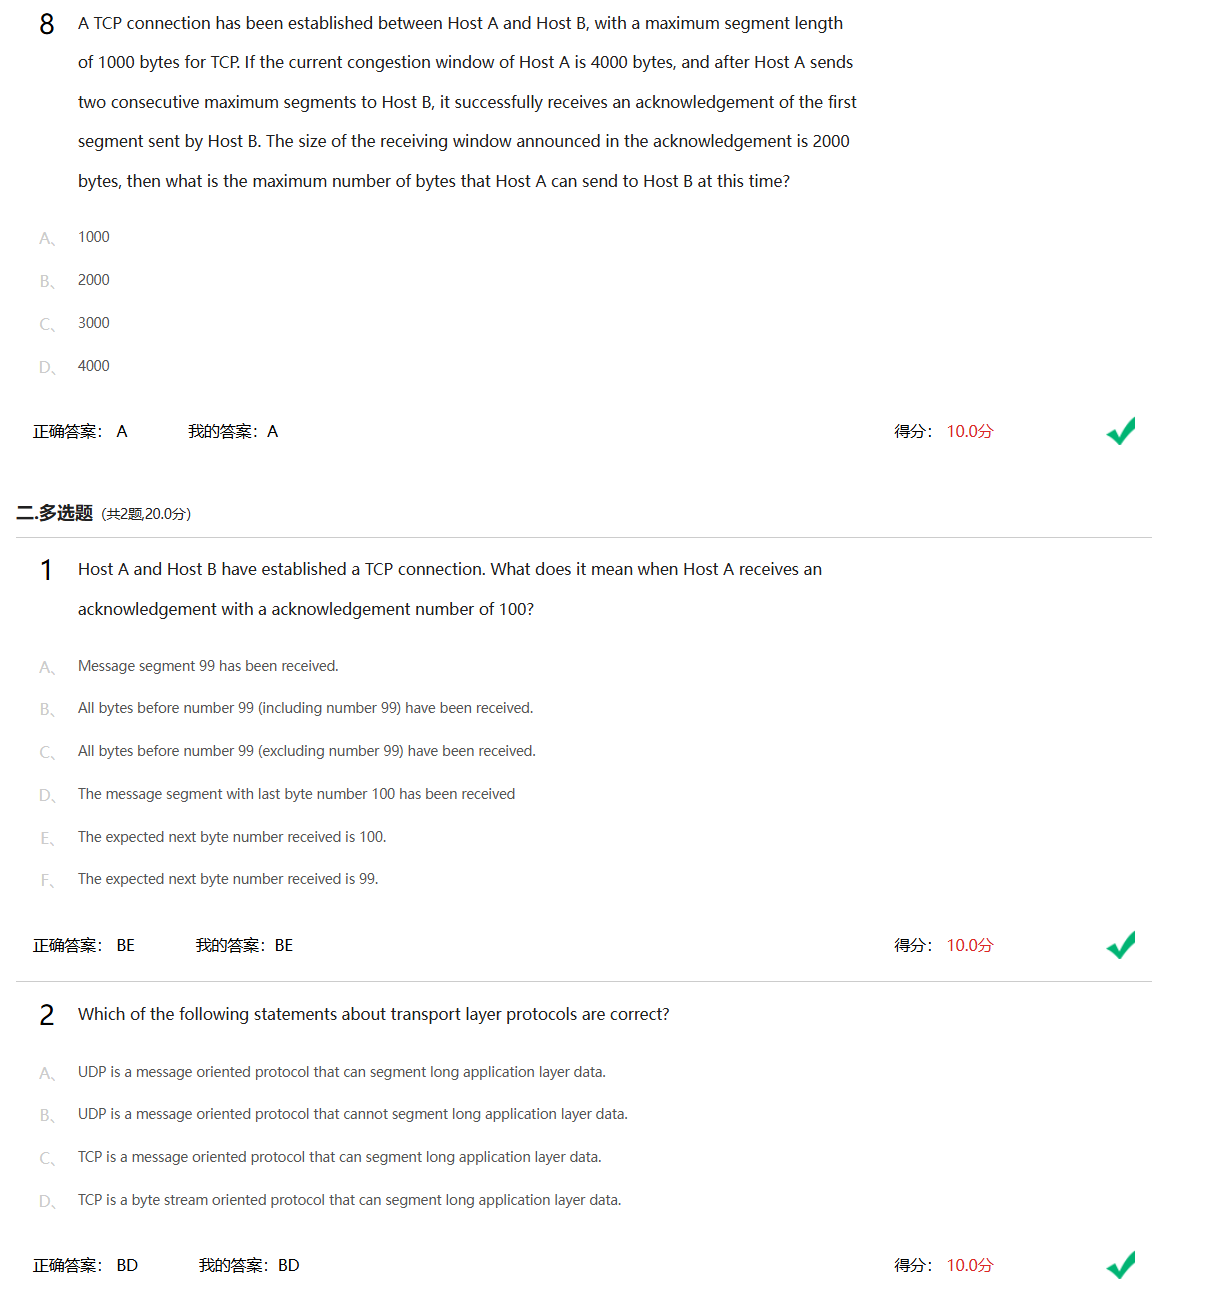 8 A TCP connection has been established between Host A and Host B, with a maximum segment length
of 1000 bytes for TCP. If the current congestion window of Host A is 4000 bytes, and after Host A sends
two consecutive maximum segments to Host B, it successfully receives an acknowledgement of the first
segment sent by Host B. The size of the receiving window announced in the acknowledgement is 2000
bytes, then what is the maximum number of bytes that Host A can send to Host B at this time?
A、 1000
B、 2000
C、 3000
D、 4000
正确答案： A 我的答案：A 得分： 10.0分
二.多选题 (共2题,20.0分)
1 Host A and Host B have established a TCP connection. What does it mean when Host A receives an
acknowledgement with a acknowledgement number of 100?
A、 Message segment 99 has been received.
B、 All bytes before number 99 (including number 99) have been received.
C、 All bytes before number 99 (excluding number 99) have been received.
D、 The message segment with last byte number 100 has been received
E、 The expected next byte number received is 100.
F、 The expected next byte number received is 99.
正确答案： BE 我的答案：BE 得分： 10.0分
2 Which of the following statements about transport layer protocols are correct?
A、 UDP is a message oriented protocol that can segment long application layer data.
B、 UDP is a message oriented protocol that cannot segment long application layer data.
C、 TCP is a message oriented protocol that can segment long application layer data.
D、 TCP is a byte stream oriented protocol that can segment long application layer data.
正确答案： BD 我的答案：BD 得分： 10.0分